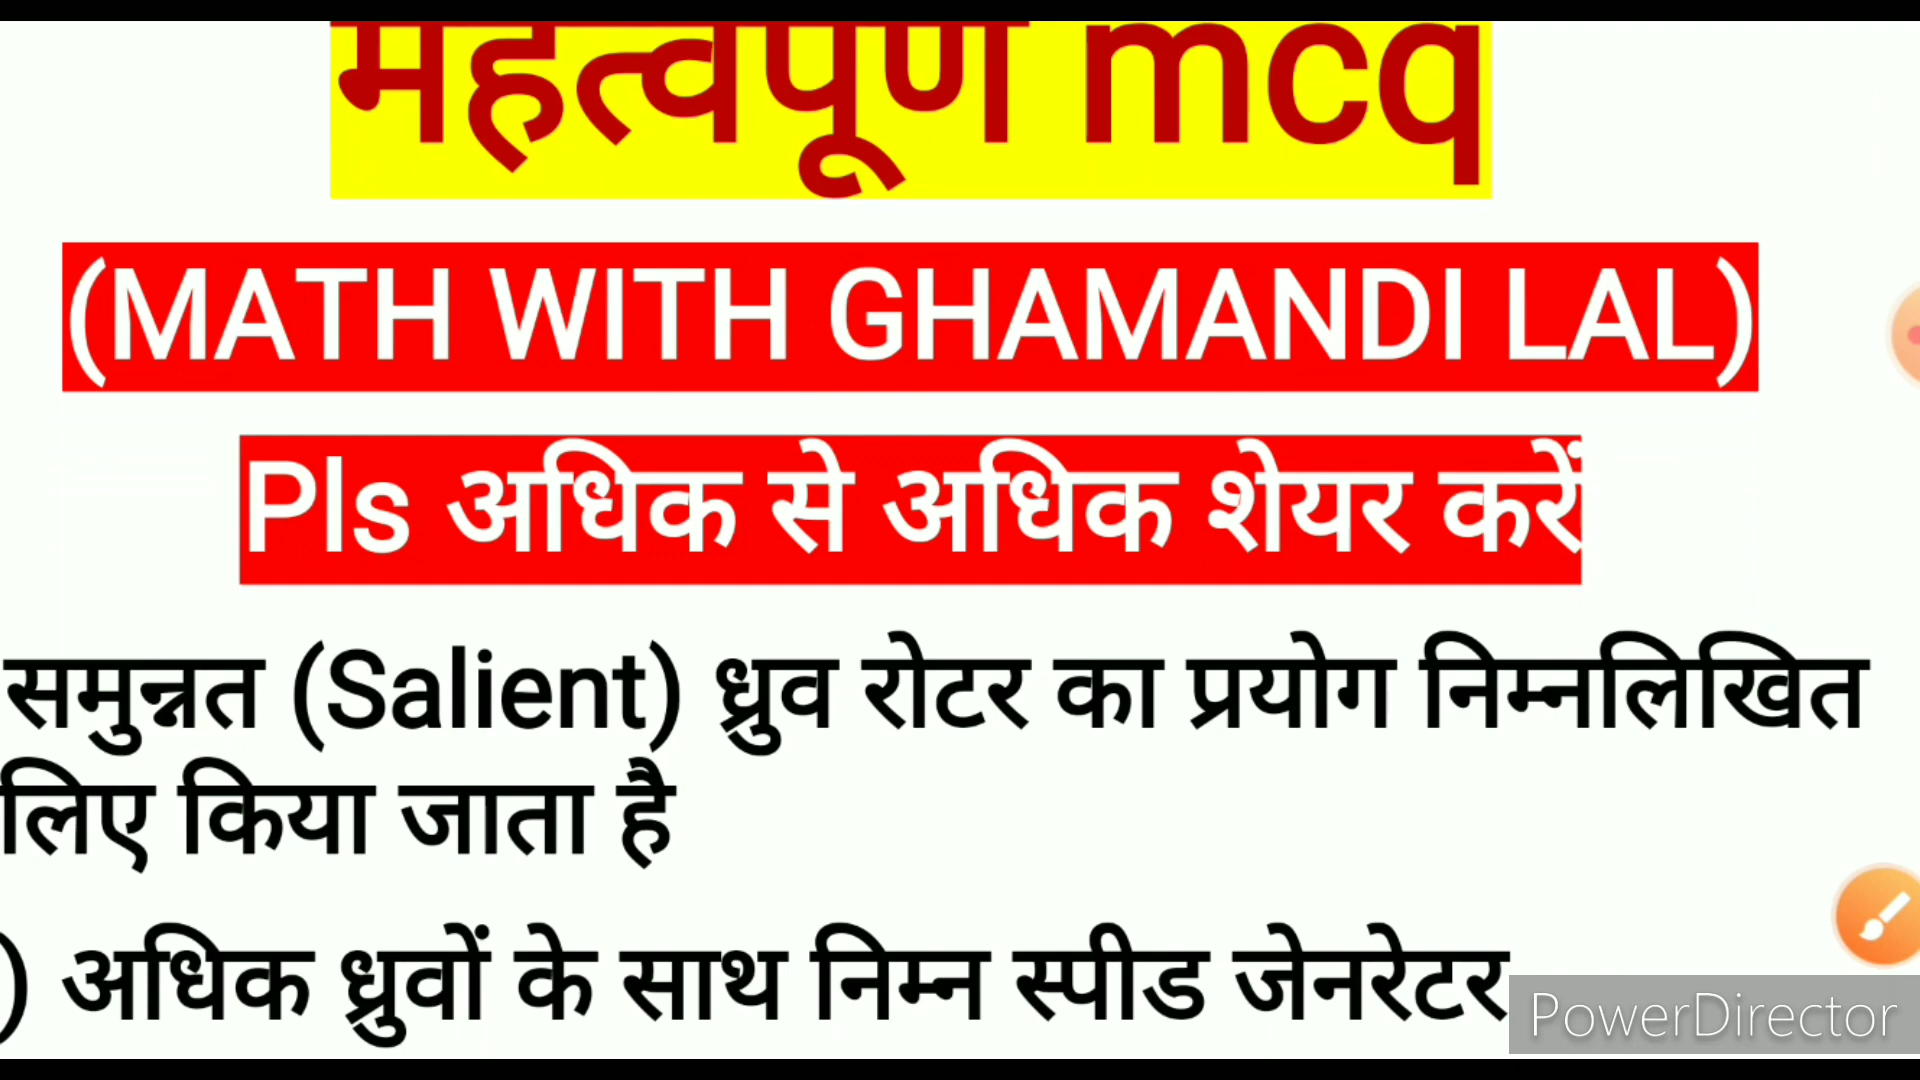 महत्वपूर्ण mcq
(MATH WITH GHAMANDI LAL)
Pls अधिक से अधिक शेयर करें
समुन्नत (Salient) ध्रुव रोटर का प्रयोग निम्नलिखित
लिए किया जाता है
) अधिक ध्रुवों के साथ निम्न स्पीड जेनरेटर
PowerDirector